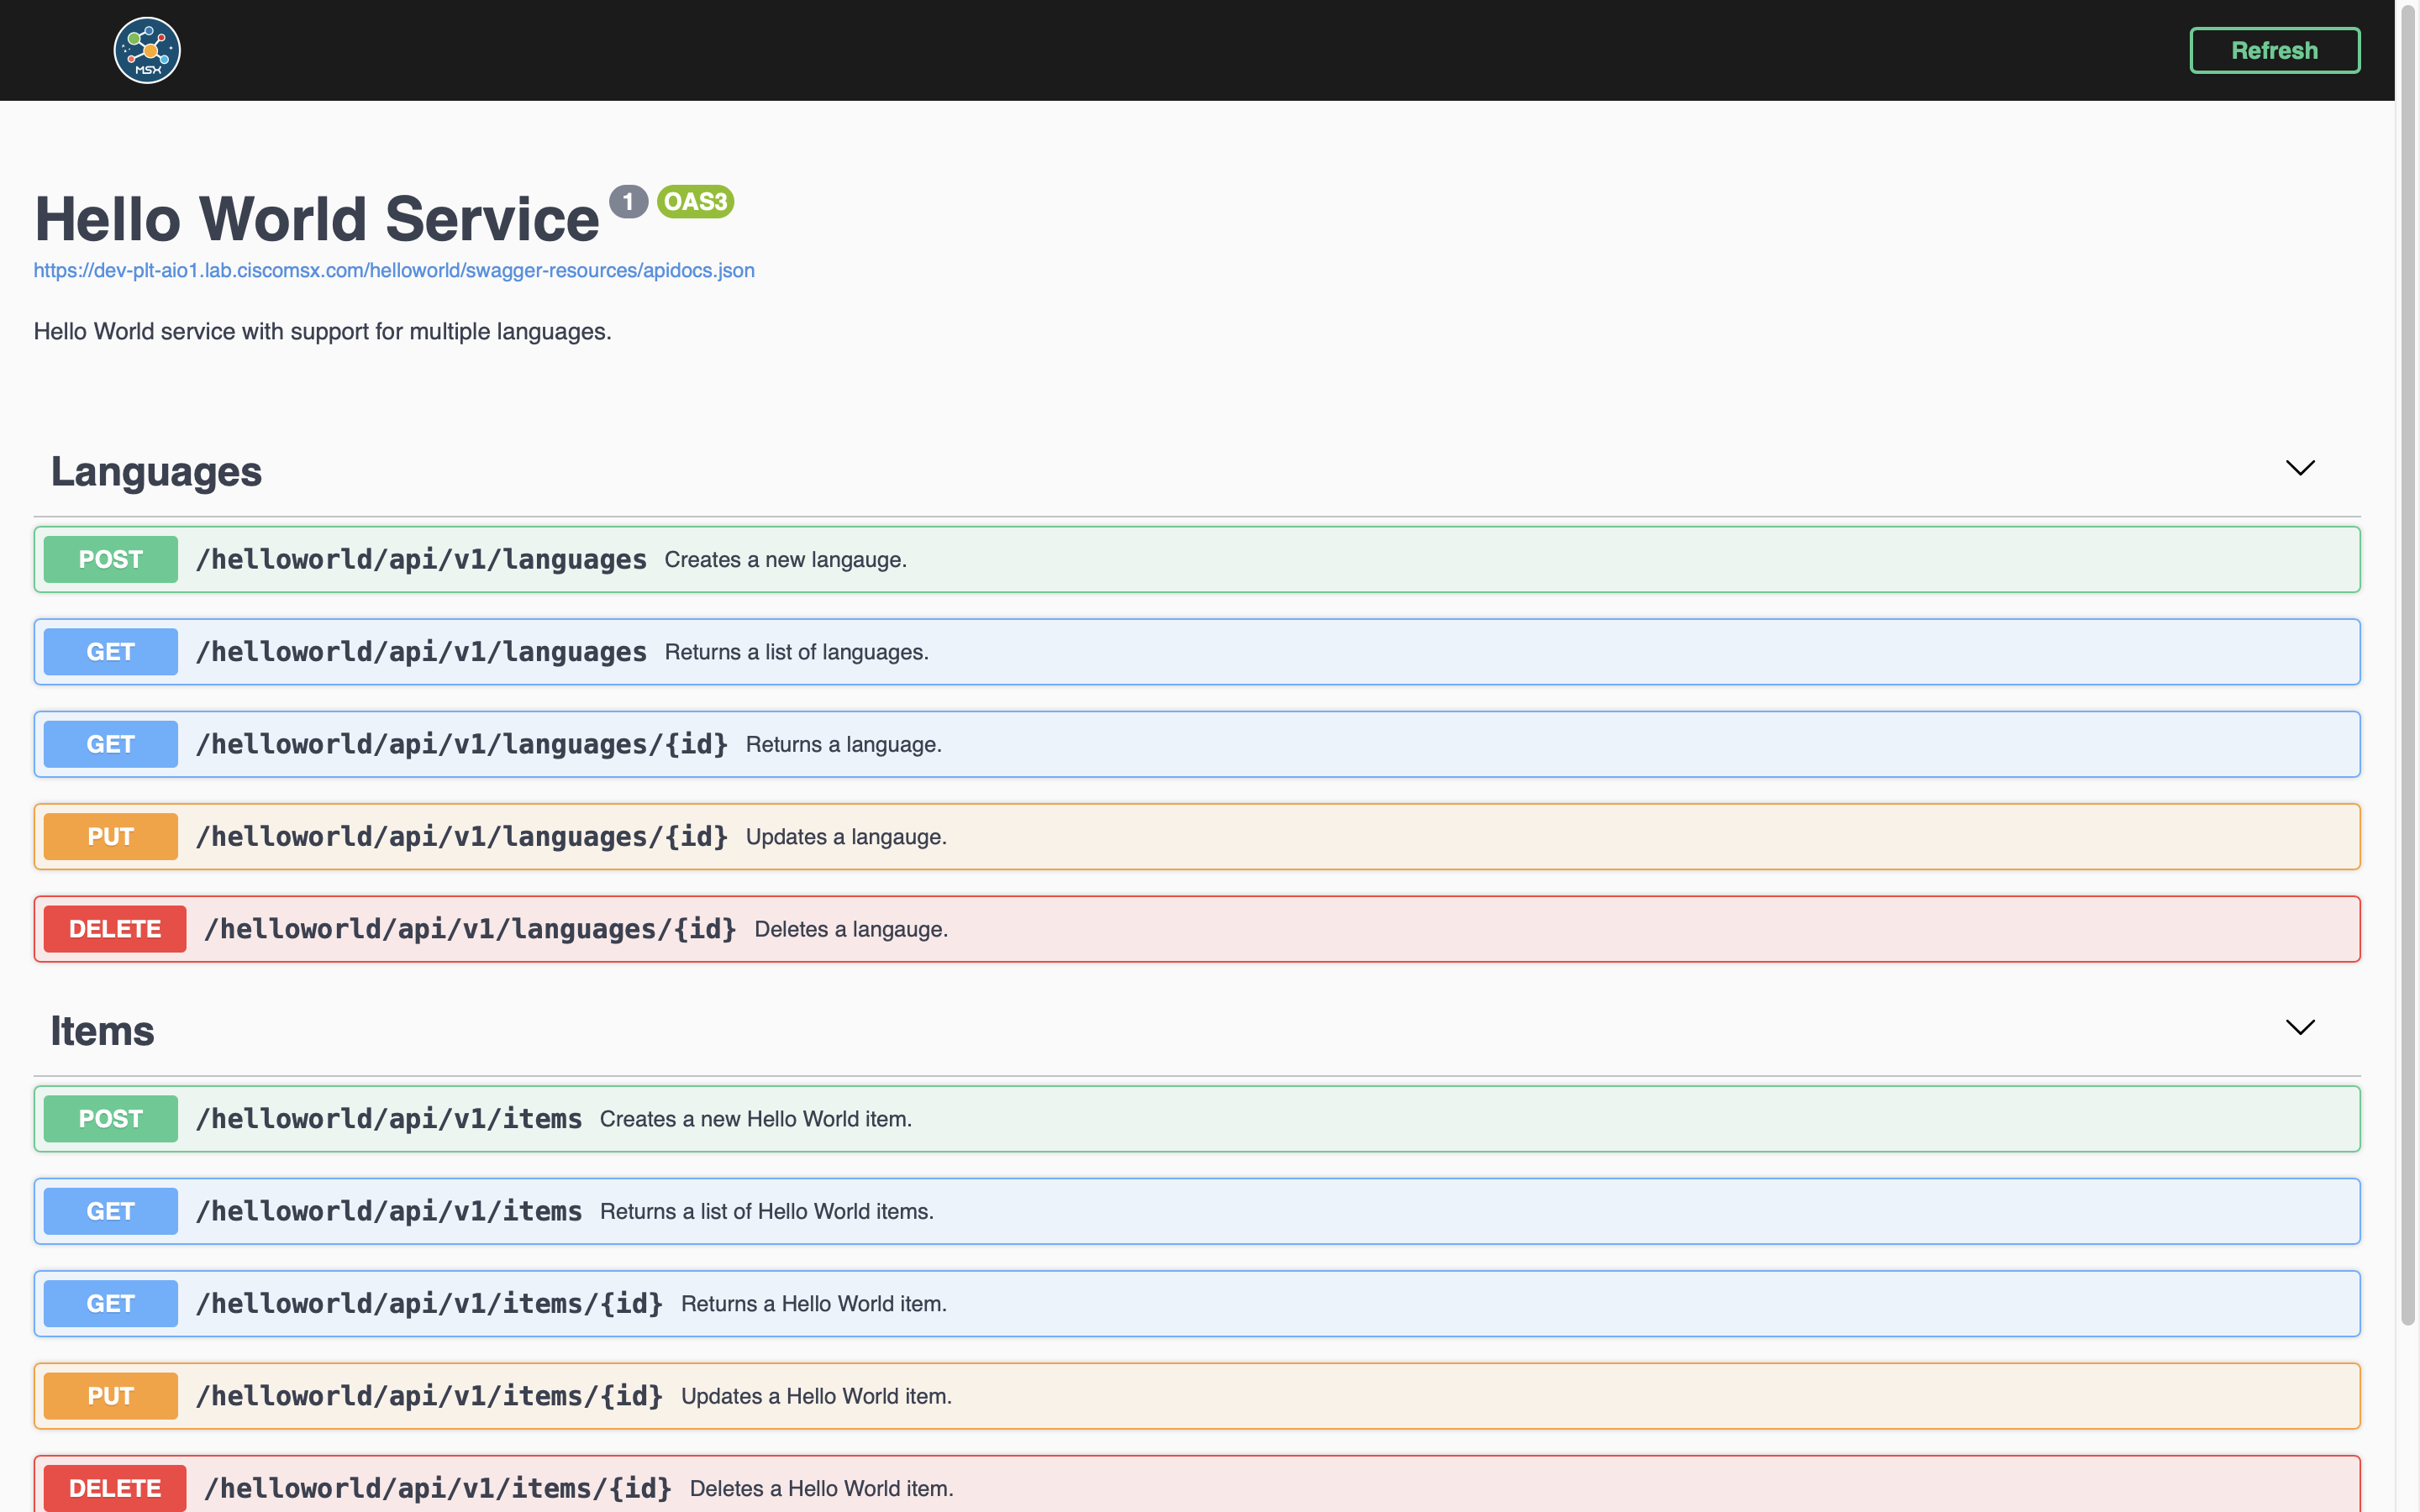 MSX
Refresh
Hello World Service 1 OAS3
https://dev-plt-aio1.lab.ciscomsx.com/helloworld/swagger-resources/apidocs.json
Hello World service with support for multiple languages.
Languages
POST /helloworld/api/v1/languages Creates a new langauge.
GET /helloworld/api/v1/languages Returns a list of languages.
GET /helloworld/api/v1/languages/{id} Returns a language.
PUT /helloworld/api/v1/languages/{id} Updates a langauge.
DELETE /helloworld/api/v1/languages/{id} Deletes a langauge.
Items
POST /helloworld/api/v1/items Creates a new Hello World item.
GET /helloworld/api/v1/items Returns a list of Hello World items.
GET /helloworld/api/v1/items/{id} Returns a Hello World item.
PUT /helloworld/api/v1/items/{id} Updates a Hello World item.
DELETE /helloworld/api/v1/items/{id} Deletes a Hello World item.